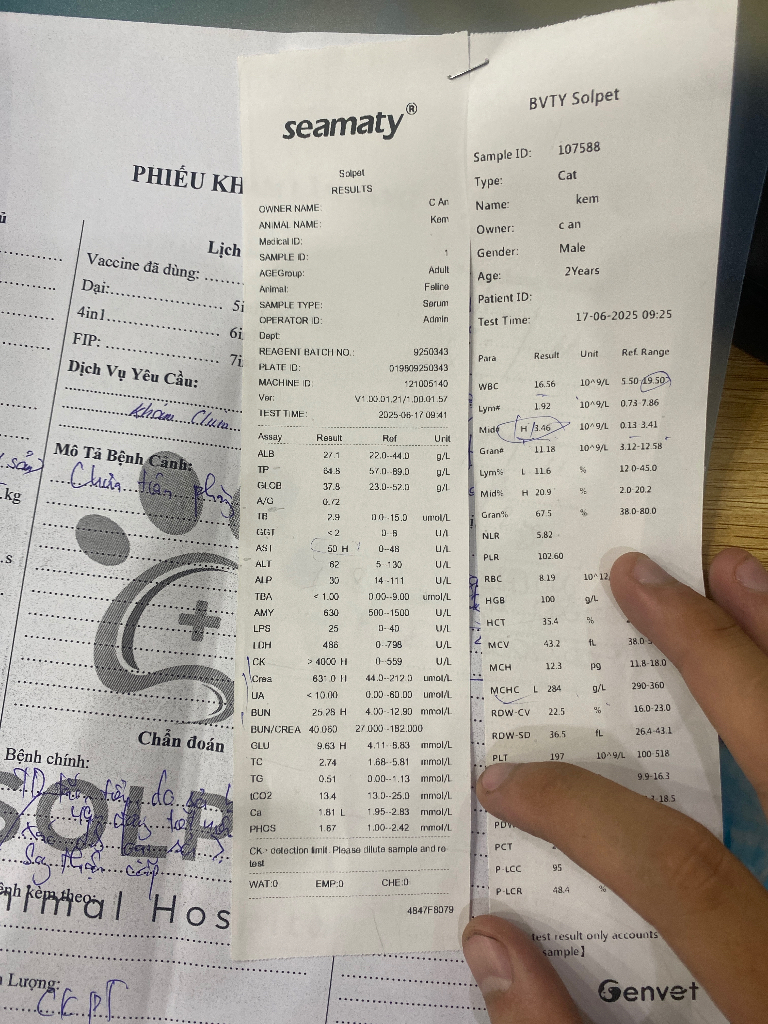 PHIẾU KH
Lịch
Vaccine đã dùng:
Dại:
5i
4in1
6i
FIP:
7i
Dịch Vụ Yêu Cầu:
khám
Mô Tả Bệnh Cảnh:
kg
.s
Chẩn đoán
Bệnh chính:
SOLP
cấp
nh kèm theo:
nimal Hos
Lượng:
seamaty®
Solpet
RESULTS
OWNER NAME: C An
ANIMAL NAME: Kem
Medical ID:
SAMPLE ID: 1
AGEGroup: Adult
Animal: Feline
SAMPLE TYPE: Serum
OPERATOR ID: Admin
Dept:
REAGENT BATCH NO.: 9250343
PLATE ID: 019809250343
MACHINE ID: 121005140
Ver: V1.00.01.21/1.00.01.57
TEST TIME: 2025-06-17 09:41
Assay Result Ref Unit
ALB 27.1 22.0--44.0 g/L
TP 64.8 57.0--89.0 g/L
GLOB 37.8 23.0--52.0 g/L
A/G 0.72
TB 2.9 0.0--15.0 umol/L
GGT <2 0--8 U/L
AST 50 H 0--48 U/L
ALT 62 5--130 U/L
ALP 30 14--111 U/L
TBA < 1.00 0.00--9.00 umol/L
AMY 630 500--1500 U/L
LPS 25 0--40 U/L
LDH 486 0--798 U/L
CK > 4000 H 0--559 U/L
Crea 631.0 H 44.0--212.0 umol/L
UA < 10.00 0.00--60.00 umol/L
BUN 25.28 H 4.00--12.90 mmol/L
BUN/CREA 40.060 27.000--182.000
GLU 9.63 H 4.11--8.83 mmol/L
TC 2.74 1.68--5.81 mmol/L
TG 0.51 0.00--1.13 mmol/L
tCO2 13.4 13.0--25.0 mmol/L
Ca 1.81 L 1.95--2.83 mmol/L
PHOS 1.67 1.00--2.42 mmol/L
CK - detection limit. Please dilute sample and re-
test
WAT:0 EMP:0 CHE:0
4847F8079
BVTY Solpet
Sample ID: 107588
Type: Cat
Name: kem
Owner: c an
Gender: Male
Age: 2Years
Patient ID:
Test Time: 17-06-2025 09:25
Para Result Unit Ref. Range
WBC 16.56 10^9/L 5.50-19.50
Lym# 1.92 10^9/L 0.73-7.86
Mid# H 3.46 10^9/L 0.13-3.41
Gran# 11.18 10^9/L 3.12-12.58
Lym% L 11.6 % 12.0-45.0
Mid% H 20.9 % 2.0-20.2
Gran% 67.5 % 38.0-80.0
NLR 5.82
PLR 102.60
RBC 8.19 10^12
HGB 100 g/L
HCT 35.4 %
MCV 43.2 fL 38.0-5
MCH 12.3 pg 11.8-18.0
MCHC L 284 g/L 290-360
RDW-CV 22.5 % 16.0-23.0
RDW-SD 36.5 fL 26.4-43.1
PLT 197 10^9/L 100-518
9.9-16.3
18.5
PDW
PCT
P-LCC 95
P-LCR 48.4 %
test result only accounts
sample】
Genvet